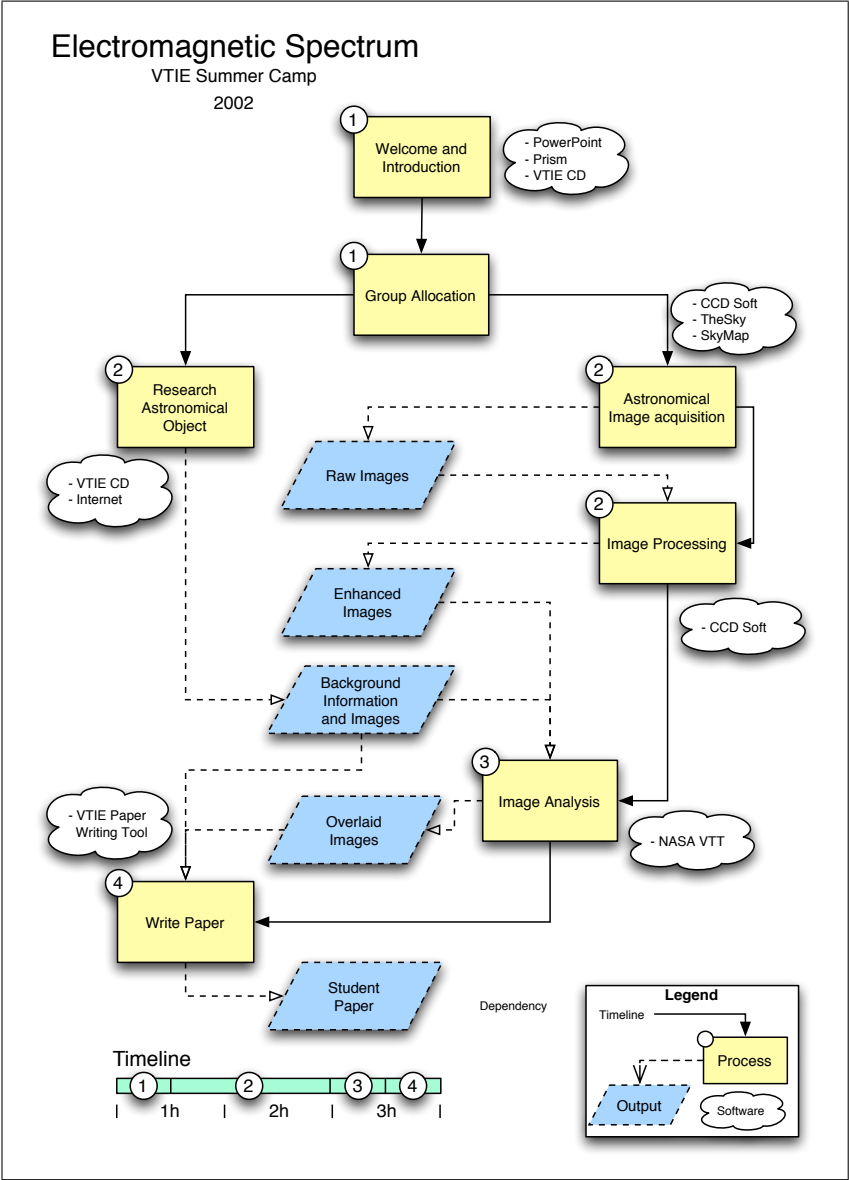 Electromagnetic Spectrum
VTIE Summer Camp
2002
1
Welcome and
Introduction
- PowerPoint
- Prism
- VTIE CD
1
Group Allocation
- CCD Soft
- TheSky
- SkyMap
2
Research
Astronomical
Object
2
Astronomical
Image acquisition
- VTIE CD
- Internet
Raw Images
2
Image Processing
Enhanced
Images
- CCD Soft
Background
Information
and Images
3
Image Analysis
- VTIE Paper
Writing Tool
Overlaid
Images
- NASA VTT
4
Write Paper
Student
Paper
Dependency
Legend
Timeline
Process
Output
Software
Timeline
1 2 3 4
| 1h | 2h | 3h |